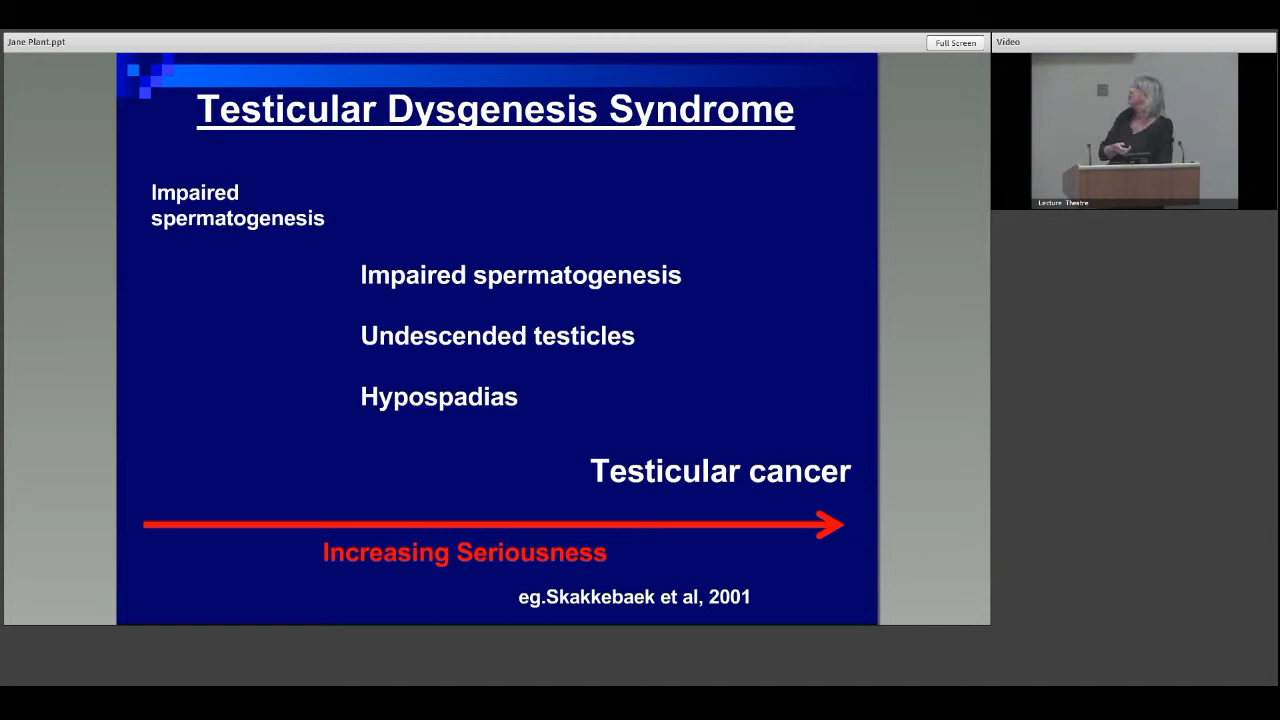 Jane Plant.ppt
Full Screen
Video
Testicular Dysgenesis Syndrome
Impaired
spermatogenesis
Impaired spermatogenesis
Undescended testicles
Hypospadias
Testicular cancer
Increasing Seriousness
eg.Skakkebaek et al, 2001
Lecture Theatre